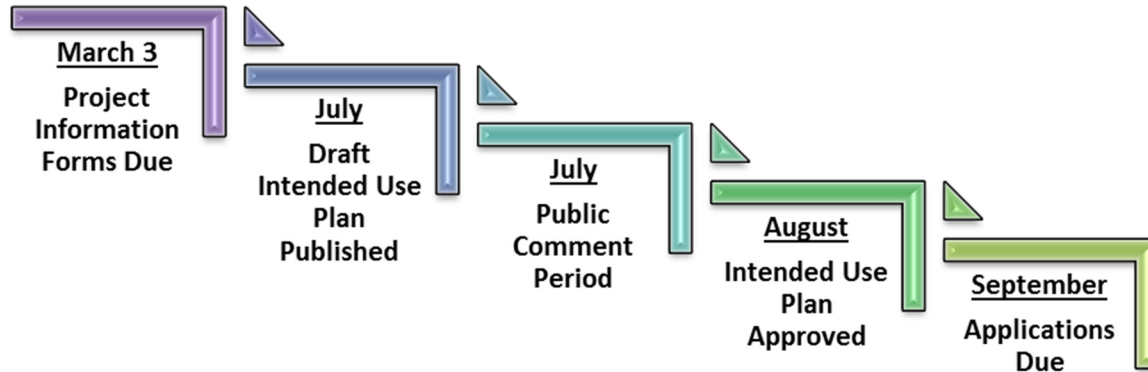 March 3
Project
Information
Forms Due
July
Draft
Intended Use
Plan
Published
July
Public
Comment
Period
August
Intended Use
Plan
Approved
September
Applications
Due